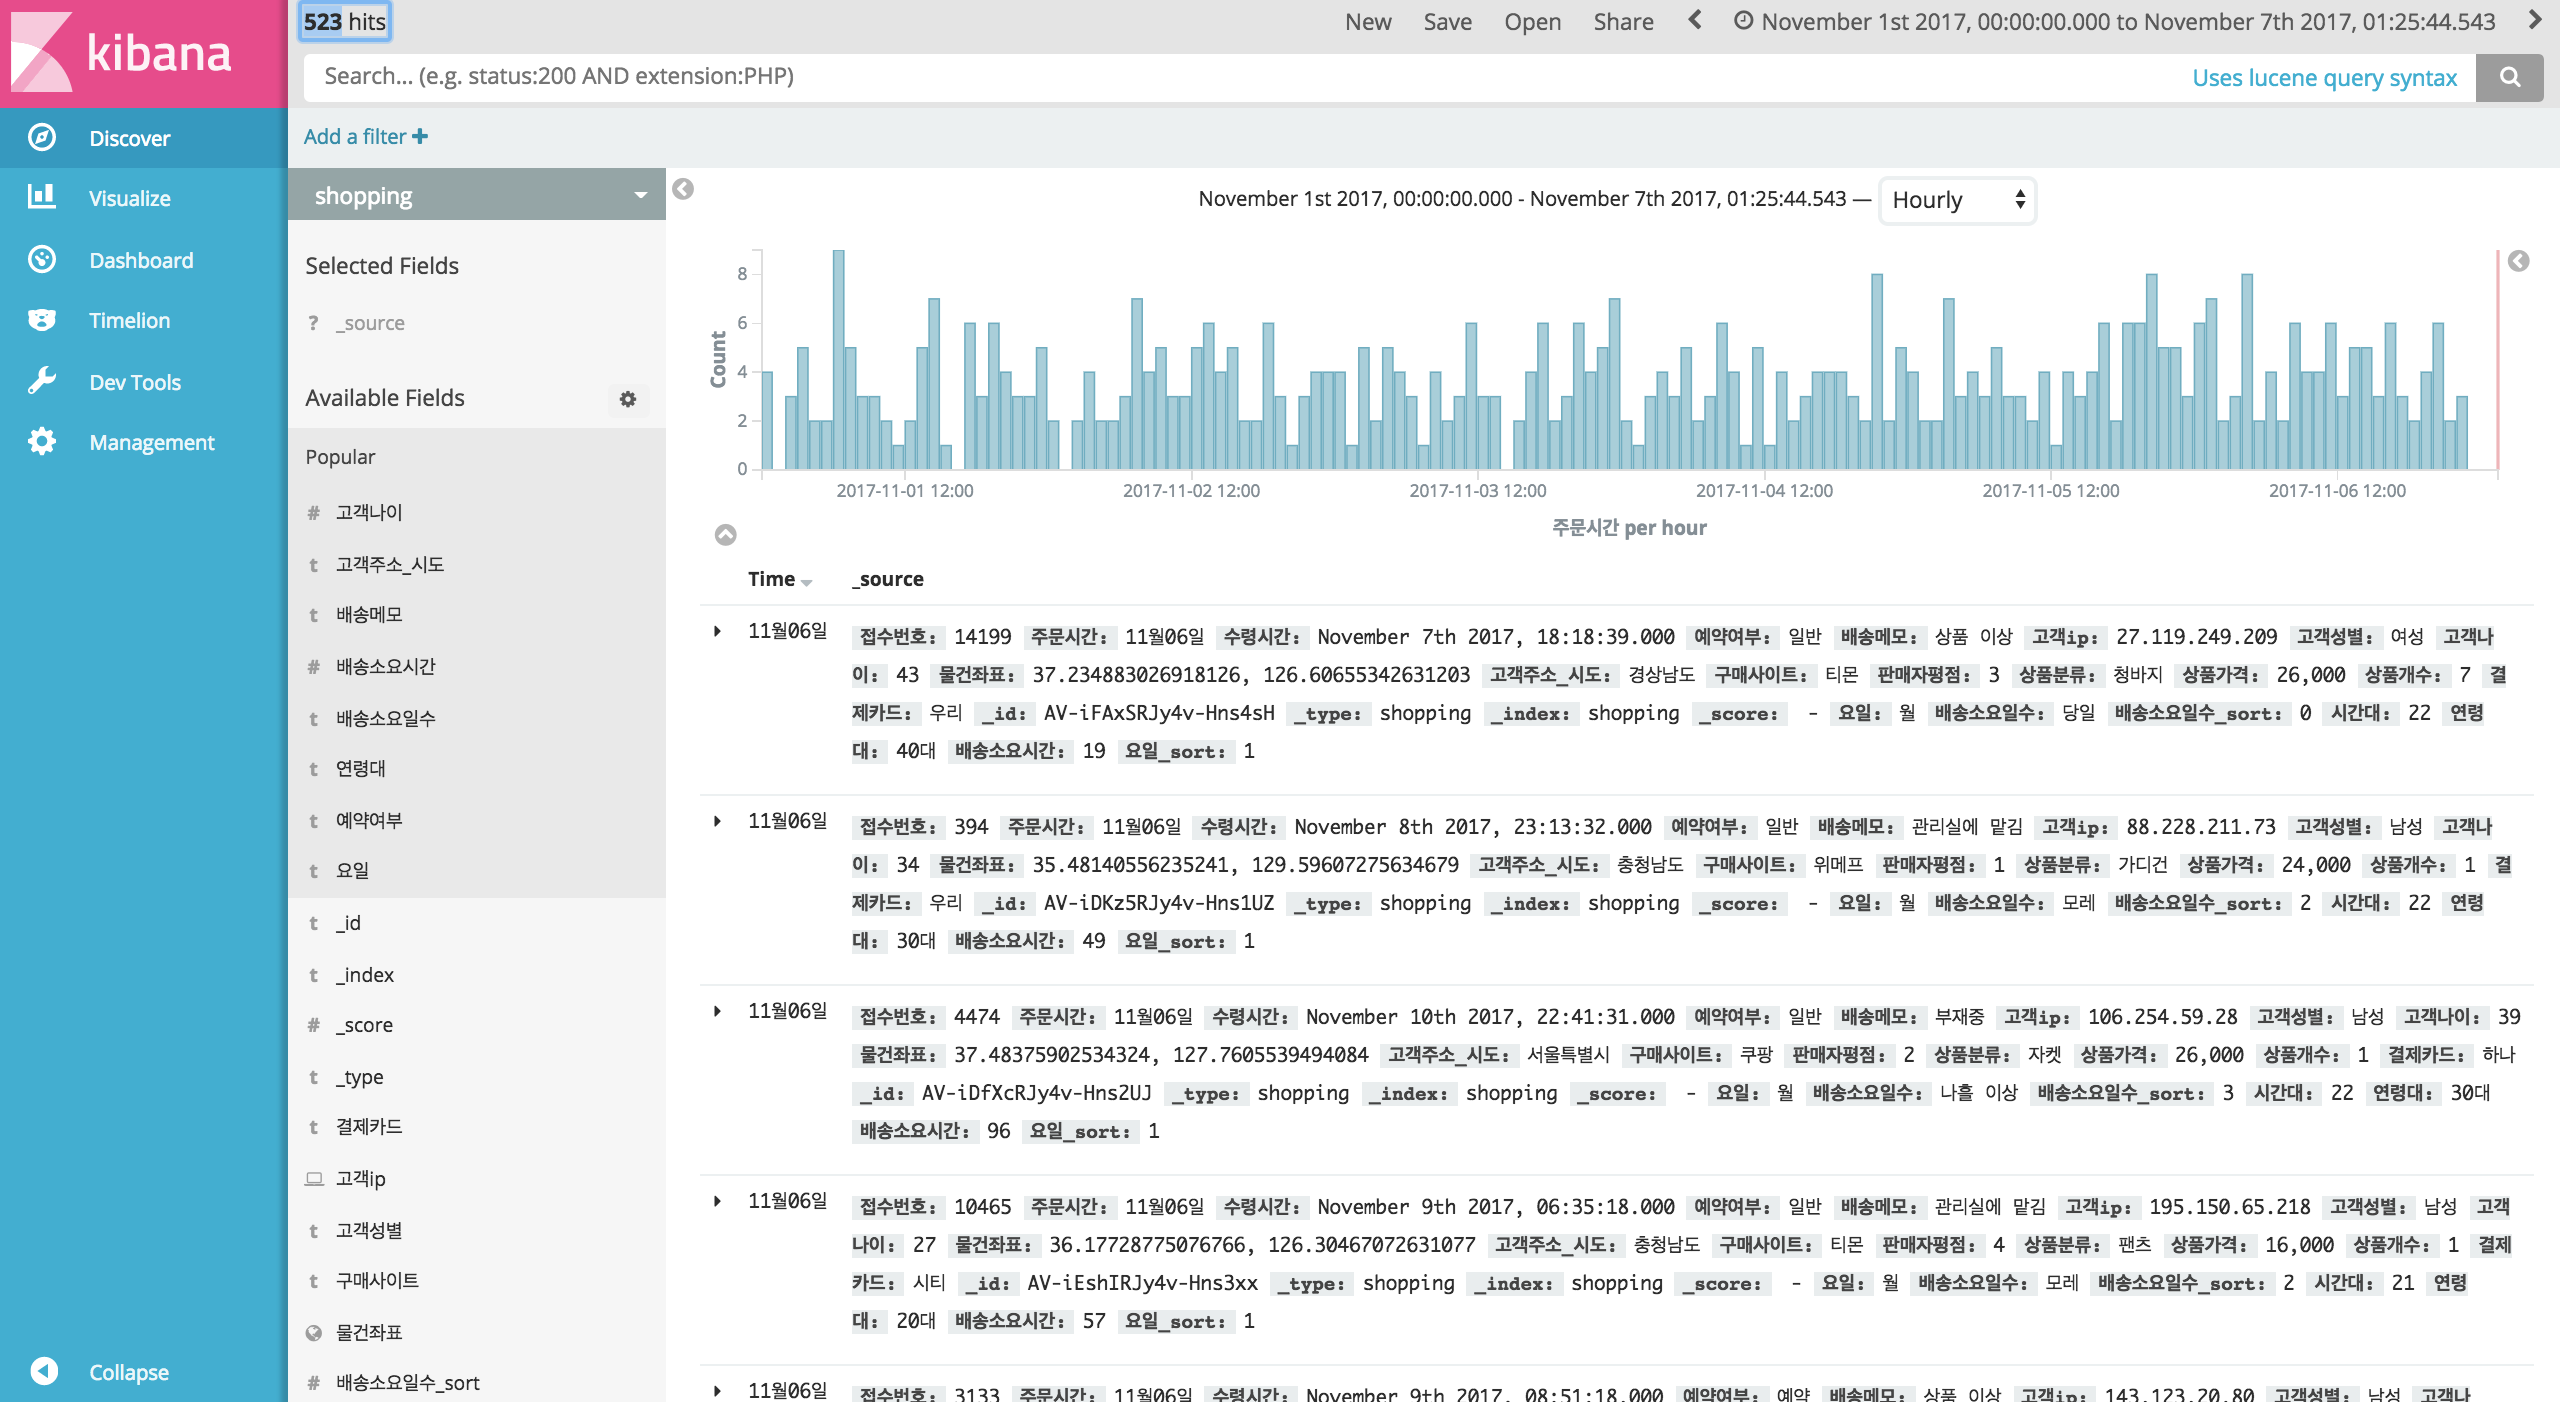 kibana
Discover
Visualize
Dashboard
Timelion
Dev Tools
Management
Collapse
523 hits
New Save Open Share November 1st 2017, 00:00:00.000 to November 7th 2017, 01:25:44.543
Search... (e.g. status:200 AND extension:PHP) Uses lucene query syntax
Add a filter +
shopping
Selected Fields
? _source
Available Fields
Popular
# 고객나이
t 고객주소_시도
t 배송메모
# 배송소요시간
t 배송소요일수
t 연령대
t 예약여부
t 요일
t _id
t _index
# _score
t _type
t 결제카드
고객ip
t 고객성별
t 구매사이트
물건좌표
# 배송소요일수_sort
November 1st 2017, 00:00:00.000 - November 7th 2017, 01:25:44.543 — Hourly
Count
8
6
4
2
0
2017-11-01 12:00 2017-11-02 12:00 2017-11-03 12:00 2017-11-04 12:00 2017-11-05 12:00 2017-11-06 12:00
주문시간 per hour
Time _source
11월06일 접수번호: 14199 주문시간: 11월06일 수령시간: November 7th 2017, 18:18:39.000 예약여부: 일반 배송메모: 상품 이상 고객ip: 27.119.249.209 고객성별: 여성 고객나
이: 43 물건좌표: 37.234883026918126, 126.60655342631203 고객주소_시도: 경상남도 구매사이트: 티몬 판매자평점: 3 상품분류: 청바지 상품가격: 26,000 상품개수: 7 결
제카드: 우리 _id: AV-iFAxSRJy4v-Hns4sH _type: shopping _index: shopping _score: - 요일: 월 배송소요일수: 당일 배송소요일수_sort: 0 시간대: 22 연령
대: 40대 배송소요시간: 19 요일_sort: 1
11월06일 접수번호: 394 주문시간: 11월06일 수령시간: November 8th 2017, 23:13:32.000 예약여부: 일반 배송메모: 관리실에 맡김 고객ip: 88.228.211.73 고객성별: 남성 고객나
이: 34 물건좌표: 35.48140556235241, 129.59607275634679 고객주소_시도: 충청남도 구매사이트: 위메프 판매자평점: 1 상품분류: 가디건 상품가격: 24,000 상품개수: 1 결
제카드: 우리 _id: AV-iDKz5RJy4v-Hns1UZ _type: shopping _index: shopping _score: - 요일: 월 배송소요일수: 모레 배송소요일수_sort: 2 시간대: 22 연령
대: 30대 배송소요시간: 49 요일_sort: 1
11월06일 접수번호: 4474 주문시간: 11월06일 수령시간: November 10th 2017, 22:41:31.000 예약여부: 일반 배송메모: 부재중 고객ip: 106.254.59.28 고객성별: 남성 고객나이: 39
물건좌표: 37.48375902534324, 127.7605539494084 고객주소_시도: 서울특별시 구매사이트: 쿠팡 판매자평점: 2 상품분류: 자켓 상품가격: 26,000 상품개수: 1 결제카드: 하나
_id: AV-iDfXcRJy4v-Hns2UJ _type: shopping _index: shopping _score: - 요일: 월 배송소요일수: 나흘 이상 배송소요일수_sort: 3 시간대: 22 연령대: 30대
배송소요시간: 96 요일_sort: 1
11월06일 접수번호: 10465 주문시간: 11월06일 수령시간: November 9th 2017, 06:35:18.000 예약여부: 일반 배송메모: 관리실에 맡김 고객ip: 195.150.65.218 고객성별: 남성 고객
나이: 27 물건좌표: 36.17728775076766, 126.30467072631077 고객주소_시도: 충청남도 구매사이트: 티몬 판매자평점: 4 상품분류: 팬츠 상품가격: 16,000 상품개수: 1 결제
카드: 시티 _id: AV-iEshIRJy4v-Hns3xx _type: shopping _index: shopping _score: - 요일: 월 배송소요일수: 모레 배송소요일수_sort: 2 시간대: 21 연령
대: 20대 배송소요시간: 57 요일_sort: 1
11월06일 접수번호: 3133 주문시간: 11월06일 수령시간: November 9th 2017, 08:51:18.000 예약여부: 예약 배송메모: 상품 이상 고객ip: 143.123.20.80 고객성별: 남성 고객나